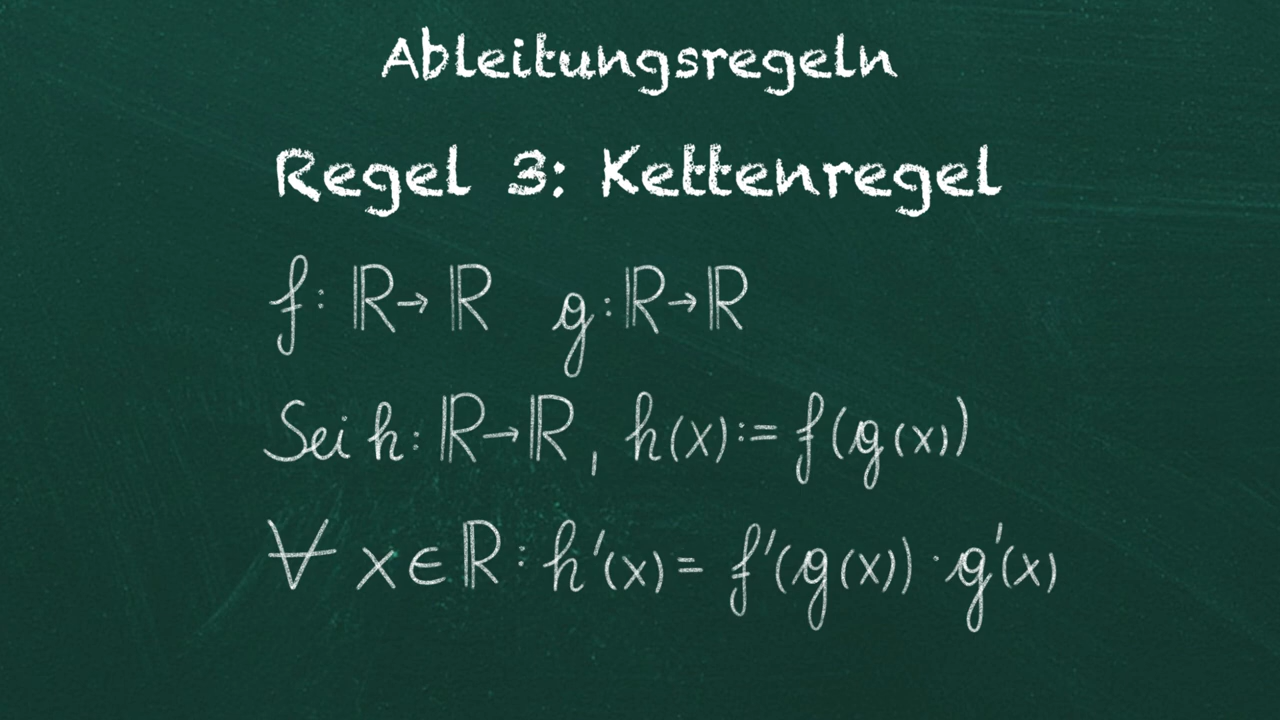 Ableitungsregeln
Regel 3: Kettenregel
f: ℝ→ℝ g: ℝ→ℝ
Sei h: ℝ→ℝ, h(x):= f(g(x))
∀ x∈ℝ: h'(x)= f'(g(x))·g'(x)